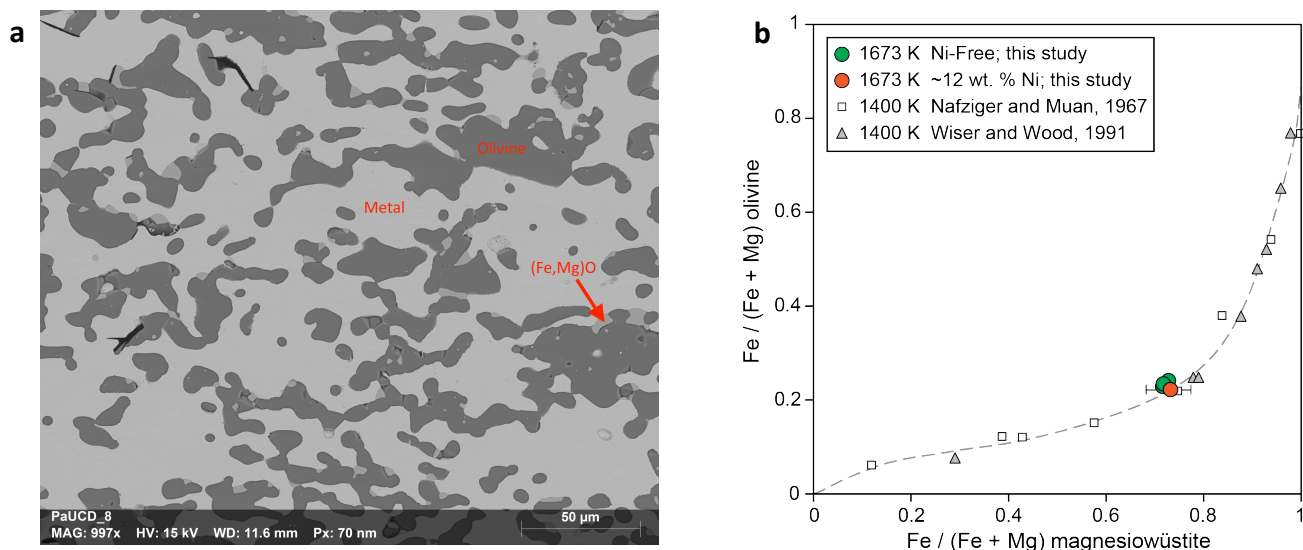 a
Olivine
Metal
(Fe,Mg)O
PaUCD_8
MAG: 997x HV: 15 kV WD: 11.6 mm Px: 70 nm
50 µm
b
1673 K Ni-Free; this study
1673 K ~12 wt. % Ni; this study
1400 K Nafziger and Muan, 1967
1400 K Wiser and Wood, 1991
Fe / (Fe + Mg) olivine
1
0.8
0.6
0.4
0.2
0
0 0.2 0.4 0.6 0.8 1
Fe / (Fe + Mg) magnesiowüstite